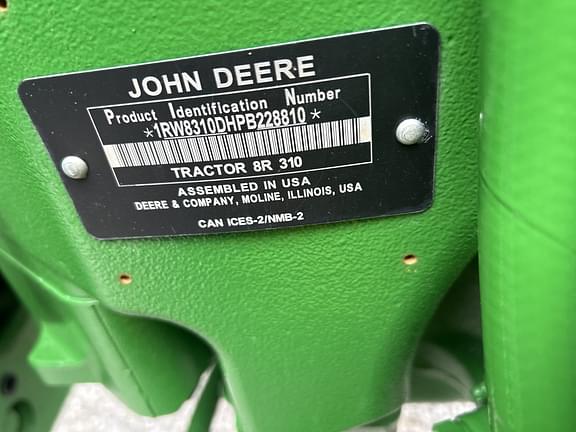 JOHN DEERE
Product Identification Number
*1RW8310DHPB228810*
TRACTOR 8R 310
ASSEMBLED IN USA
DEERE & COMPANY, MOLINE, ILLINOIS, USA
CAN ICES-2/NMB-2